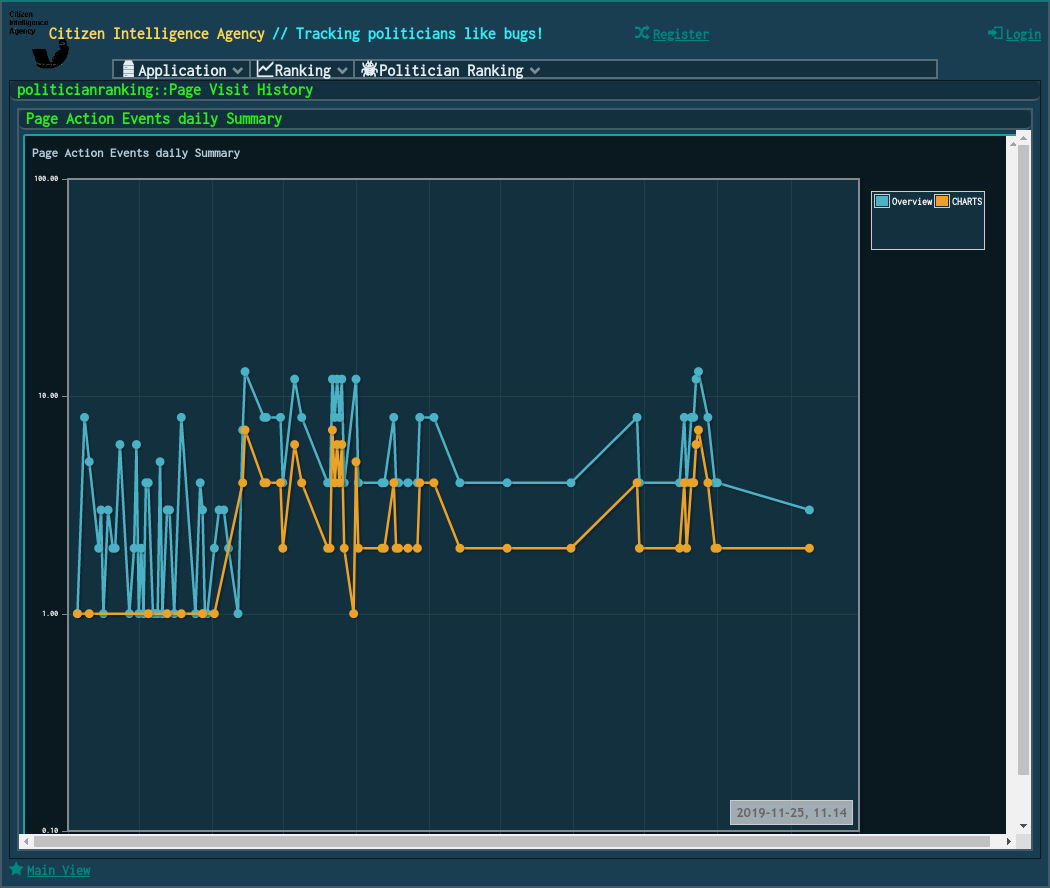 Citizen
Intelligence
Agency
Citizen Intelligence Agency // Tracking politicians like bugs!
Register
Login
Application
Ranking
Politician Ranking
politicianranking::Page Visit History
Page Action Events daily Summary
Page Action Events daily Summary
100.00
Overview
CHARTS
10.00
1.00
2019-11-25, 11.14
0.10
Main View